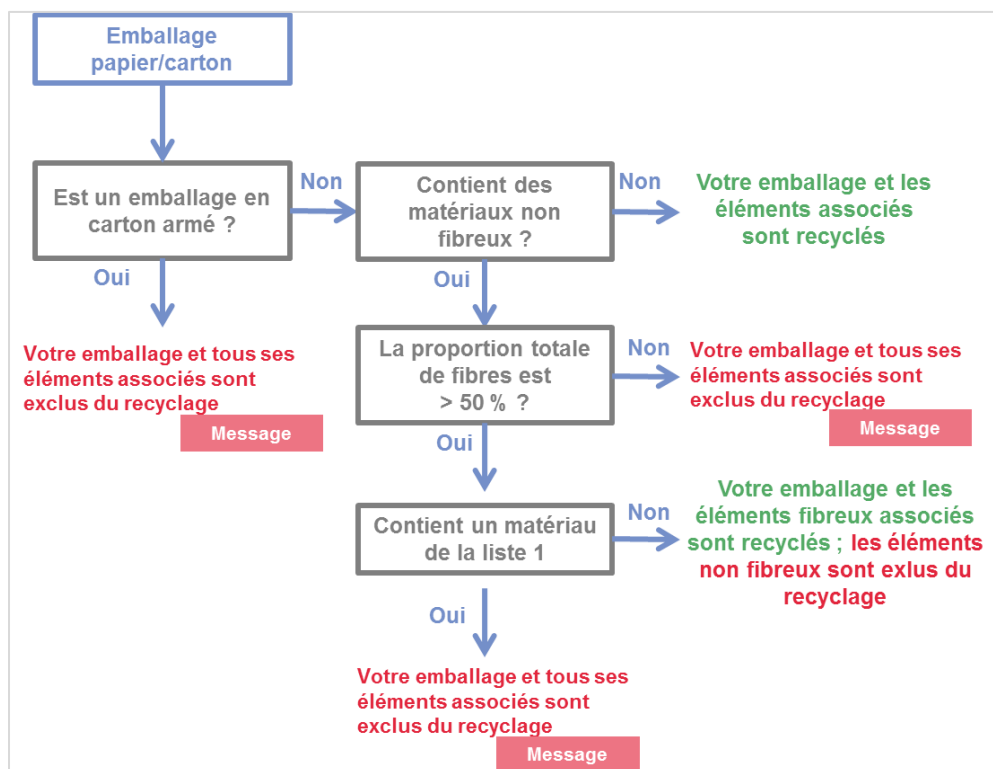 Emballage
papier/carton
Est un emballage en
carton armé ?
Non
Contient des
matériaux non
fibreux ?
Non
Votre emballage et les
éléments associés
sont recyclés
Oui
Oui
Votre emballage et tous ses
éléments associés sont
exclus du recyclage
Message
La proportion totale
de fibres est
> 50 % ?
Non
Votre emballage et tous ses
éléments associés sont
exclus du recyclage
Message
Oui
Contient un matériau
de la liste 1
Non
Votre emballage et les
éléments fibreux associés
sont recyclés ; les éléments
non fibreux sont exlus du
recyclage
Oui
Votre emballage et tous ses
éléments associés sont
exclus du recyclage
Message